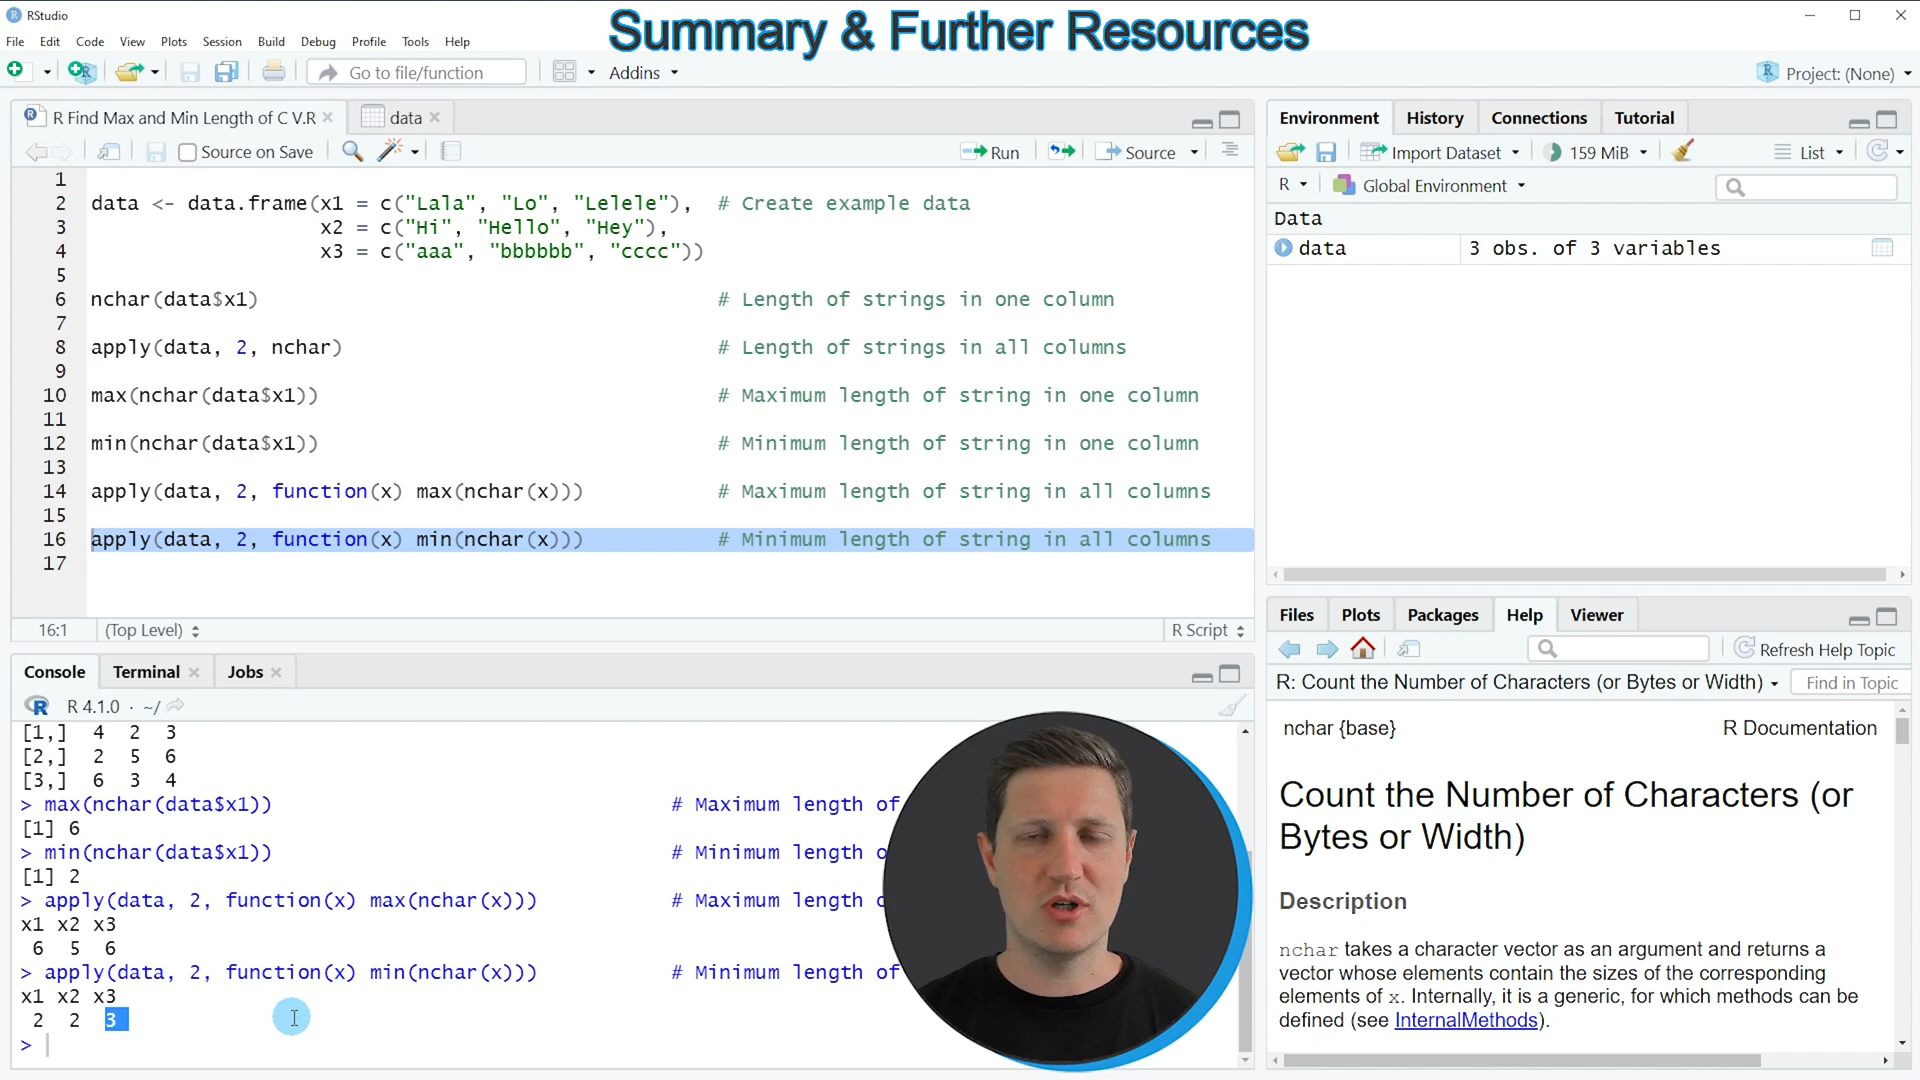 RStudio
Summary & Further Resources
File Edit Code View Plots Session Build Debug Profile Tools Help
Go to file/function Addins Project: (None)
R Find Max and Min Length of C V.R data
Source on Save Run Source
1
2 data <- data.frame(x1 = c("Lala", "Lo", "Lelele"), # Create example data
3 x2 = c("Hi", "Hello", "Hey"),
4 x3 = c("aaa", "bbbbbb", "cccc"))
5
6 nchar(data$x1) # Length of strings in one column
7
8 apply(data, 2, nchar) # Length of strings in all columns
9
10 max(nchar(data$x1)) # Maximum length of string in one column
11
12 min(nchar(data$x1)) # Minimum length of string in one column
13
14 apply(data, 2, function(x) max(nchar(x))) # Maximum length of string in all columns
15
16 apply(data, 2, function(x) min(nchar(x))) # Minimum length of string in all columns
17
16:1 (Top Level) R Script
Console Terminal Jobs
R 4.1.0 · ~/
[1,] 4 2 3
[2,] 2 5 6
[3,] 6 3 4
> max(nchar(data$x1)) # Maximum length of
[1] 6
> min(nchar(data$x1)) # Minimum length o
[1] 2
> apply(data, 2, function(x) max(nchar(x))) # Maximum length o
x1 x2 x3
6 5 6
> apply(data, 2, function(x) min(nchar(x))) # Minimum length of
x1 x2 x3
2 2 3
>
Environment History Connections Tutorial
Import Dataset 159 MiB List
R Global Environment
Data
data 3 obs. of 3 variables
Files Plots Packages Help Viewer
Refresh Help Topic
R: Count the Number of Characters (or Bytes or Width) Find in Topic
nchar {base} R Documentation
Count the Number of Characters (or
Bytes or Width)
Description
nchar takes a character vector as an argument and returns a
vector whose elements contain the sizes of the corresponding
elements of x. Internally, it is a generic, for which methods can be
defined (see InternalMethods).